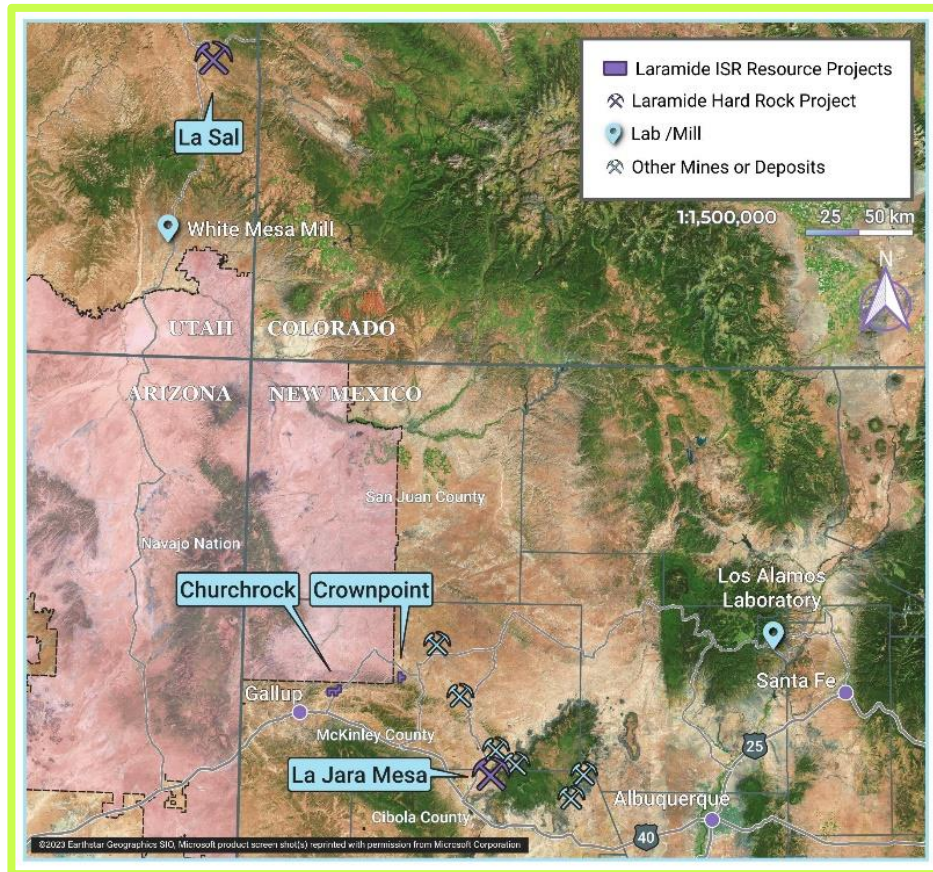 Laramide ISR Resource Projects
Laramide Hard Rock Project
Lab /Mill
Other Mines or Deposits
1:1,500,000 25 50 km
N
La Sal
White Mesa Mill
UTAH COLORADO
ARIZONA NEW MEXICO
San Juan County
Navajo Nation
Churchrock Crownpoint
Los Alamos
Laboratory
Gallup
Santa Fe
McKinley County
25
La Jara Mesa
Albuquerque
Cibola County
40
©2023 Earthstar Geographics SIO, Microsoft product screen shot(s) reprinted with permission from Microsoft Corporation